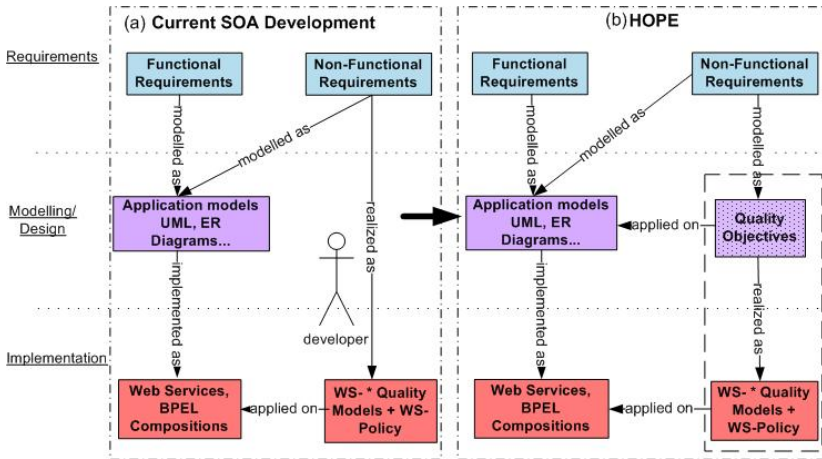 (a) Current SOA Development
(b) HOPE
Requirements
Functional
Requirements
Non-Functional
Requirements
Functional
Requirements
Non-Functional
Requirements
modelled as
modelled as
modelled as
modelled as
modelled as
Modelling/
Design
Application models
UML, ER
Diagrams...
realized as
Application models
UML, ER
Diagrams...
applied on
Quality
Objectives
implemented as
developer
implemented as
realized as
Implementation
Web Services,
BPEL
Compositions
applied on
WS- * Quality
Models + WS-
Policy
Web Services,
BPEL
Compositions
applied on
WS- * Quality
Models +
WS-Policy